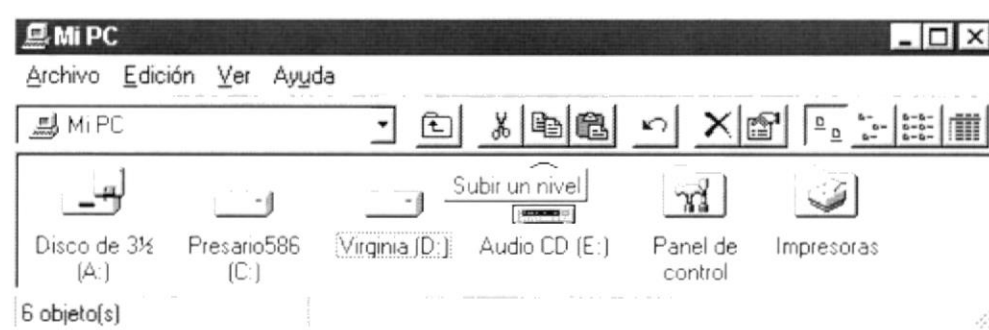 Mi PC
Archivo Edición Ver Ayuda
Mi PC
Subir un nivel
Disco de 3½ (A:)
Presario586 (C:)
Virginia (D:)
Audio CD (E:)
Panel de control
Impresoras
6 objeto(s)